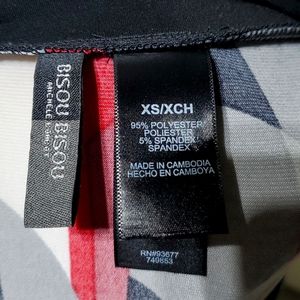 BISOU BISOU
MICHELE BOHBOT
XS/XCH
95% POLYESTER
POLIESTER
5% SPANDEX
SPANDEX
MADE IN CAMBODIA
HECHO EN CAMBOYA
RN#93677
749853